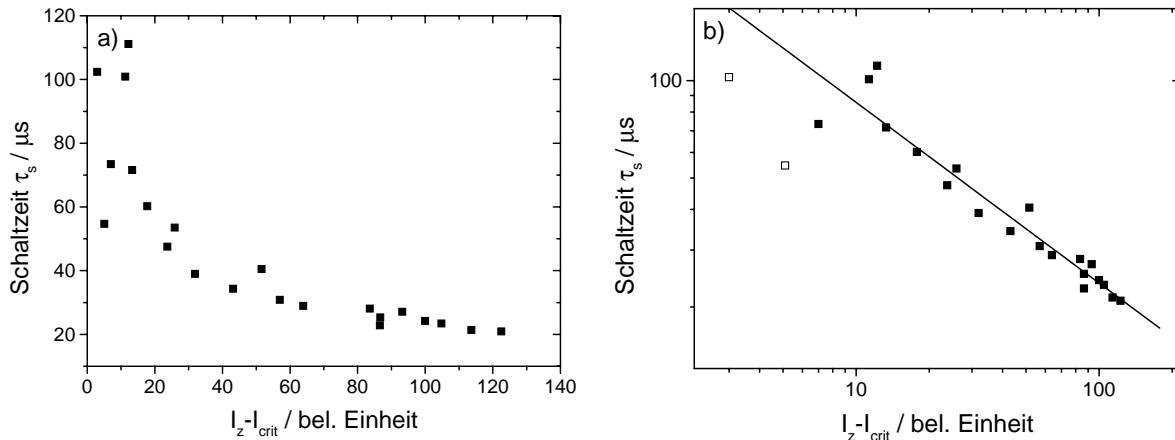 a)
Schaltzeit τs / μs
120
100
80
60
40
20
0 20 40 60 80 100 120 140
Iz-Icrit / bel. Einheit
b)
Schaltzeit τs / μs
100
10 100
Iz-Icrit / bel. Einheit